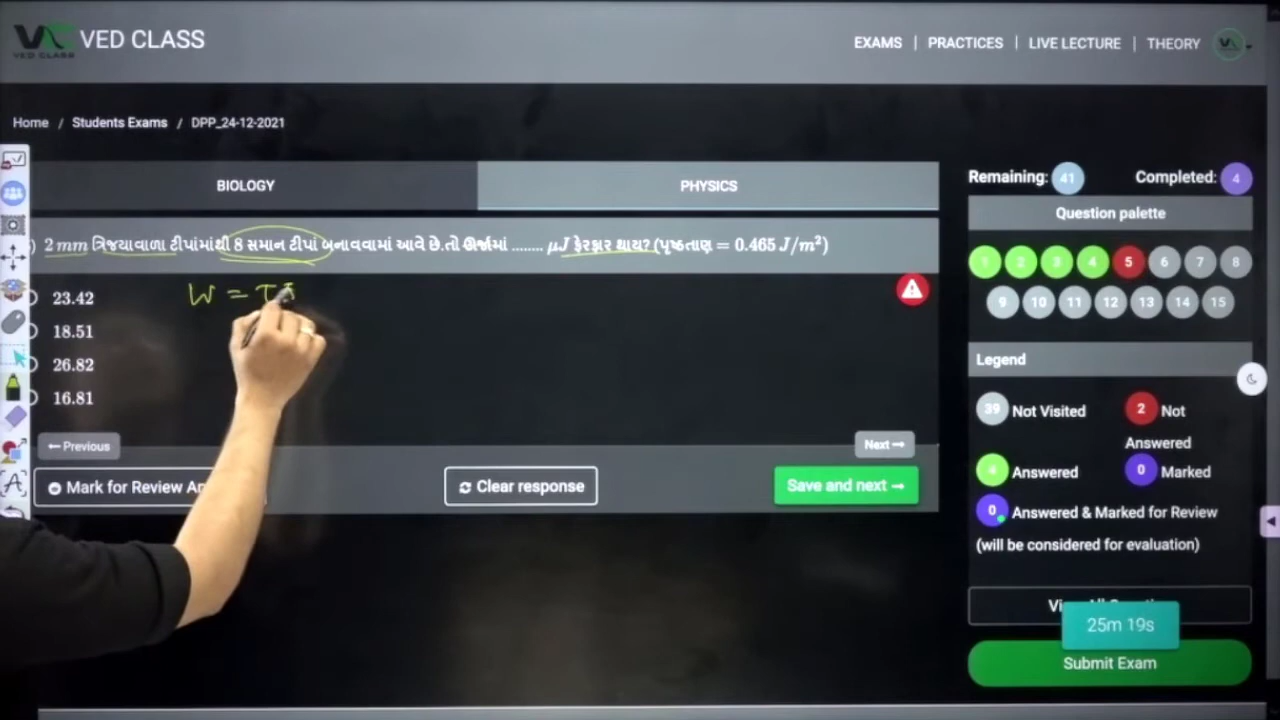 VED CLASS
VED CLASS
EXAMS | PRACTICES | LIVE LECTURE | THEORY
Home / Students Exams / DPP_24-12-2021
BIOLOGY
PHYSICS
2 mm ત્રિજ્યાવાળા ટીપાંમાંથી 8 સમાન ટીપાં બનાવવામાં આવે છે.તો ઊર્જામાં ........ μJ ફેરફાર થાય? (પૃષ્ઠતાણ = 0.465 J/m²)
23.42
18.51
26.82
16.81
W = T
← Previous
Next →
Mark for Review
Clear response
Save and next →
Remaining: 41 Completed: 4
Question palette
1 2 3 4 5 6 7 8
9 10 11 12 13 14 15
Legend
39 Not Visited
2 Not Answered
4 Answered
0 Marked
0 Answered & Marked for Review
(will be considered for evaluation)
25m 19s
Submit Exam